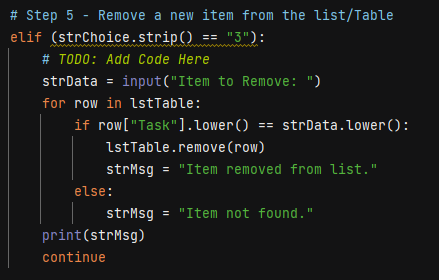 # Step 5 - Remove a new item from the list/Table
elif (strChoice.strip() == "3"):
    # TODO: Add Code Here
    strData = input("Item to Remove: ")
    for row in lstTable:
        if row["Task"].lower() == strData.lower():
            lstTable.remove(row)
            strMsg = "Item removed from list."
        else:
            strMsg = "Item not found."
    print(strMsg)
    continue